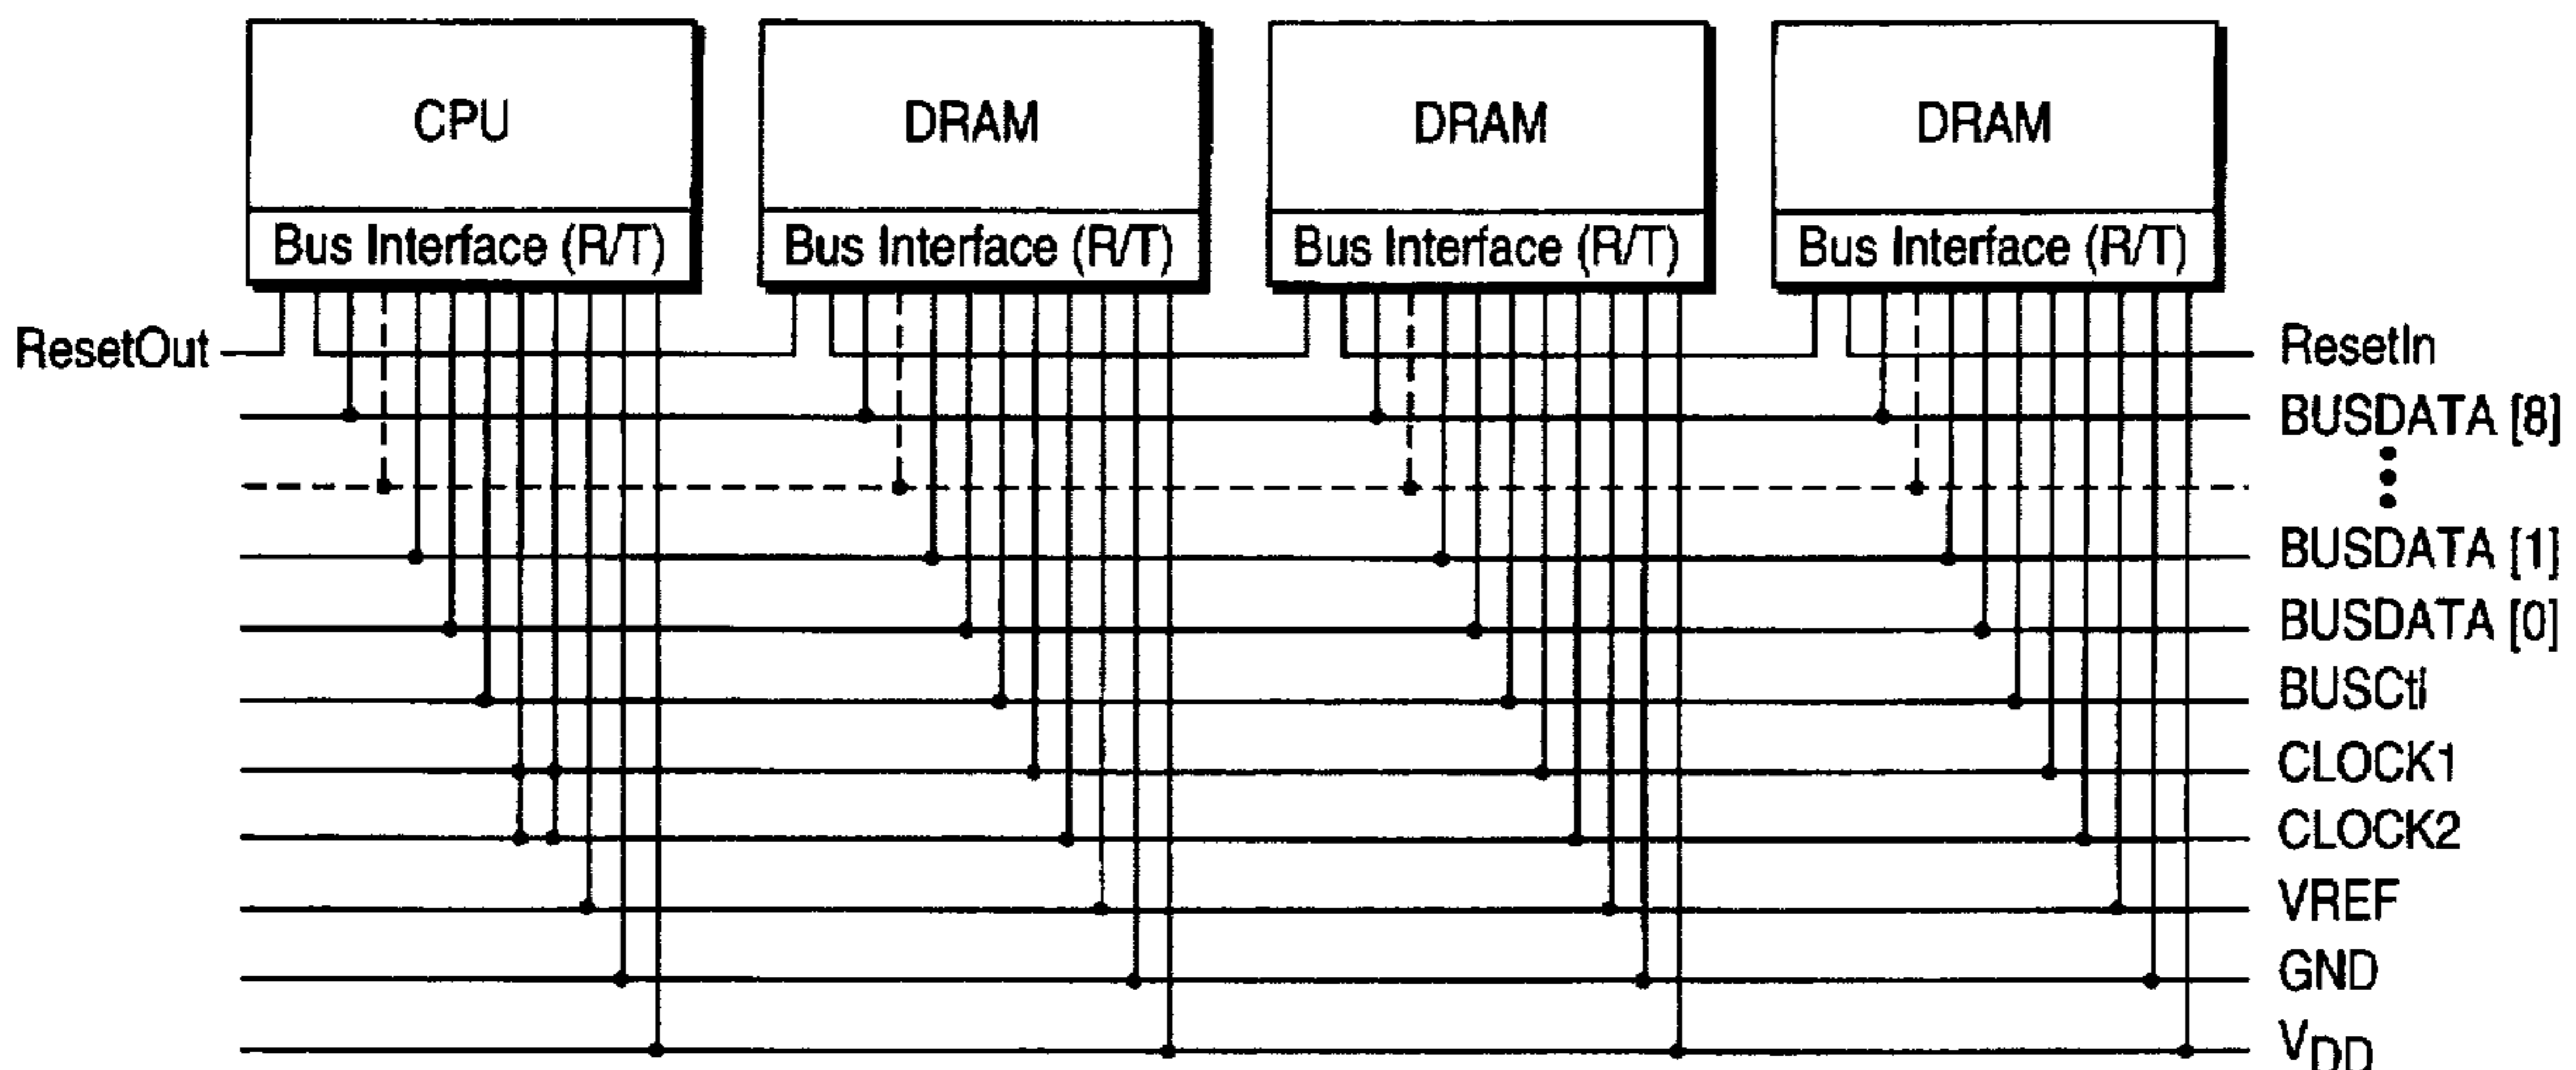 CPU
DRAM
DRAM
DRAM
Bus Interface (R/T)
Bus Interface (R/T)
Bus Interface (R/T)
Bus Interface (R/T)
ResetOut
ResetIn
BUSDATA [8]
BUSDATA [1]
BUSDATA [0]
BUSCtl
CLOCK1
CLOCK2
VREF
GND
VDD